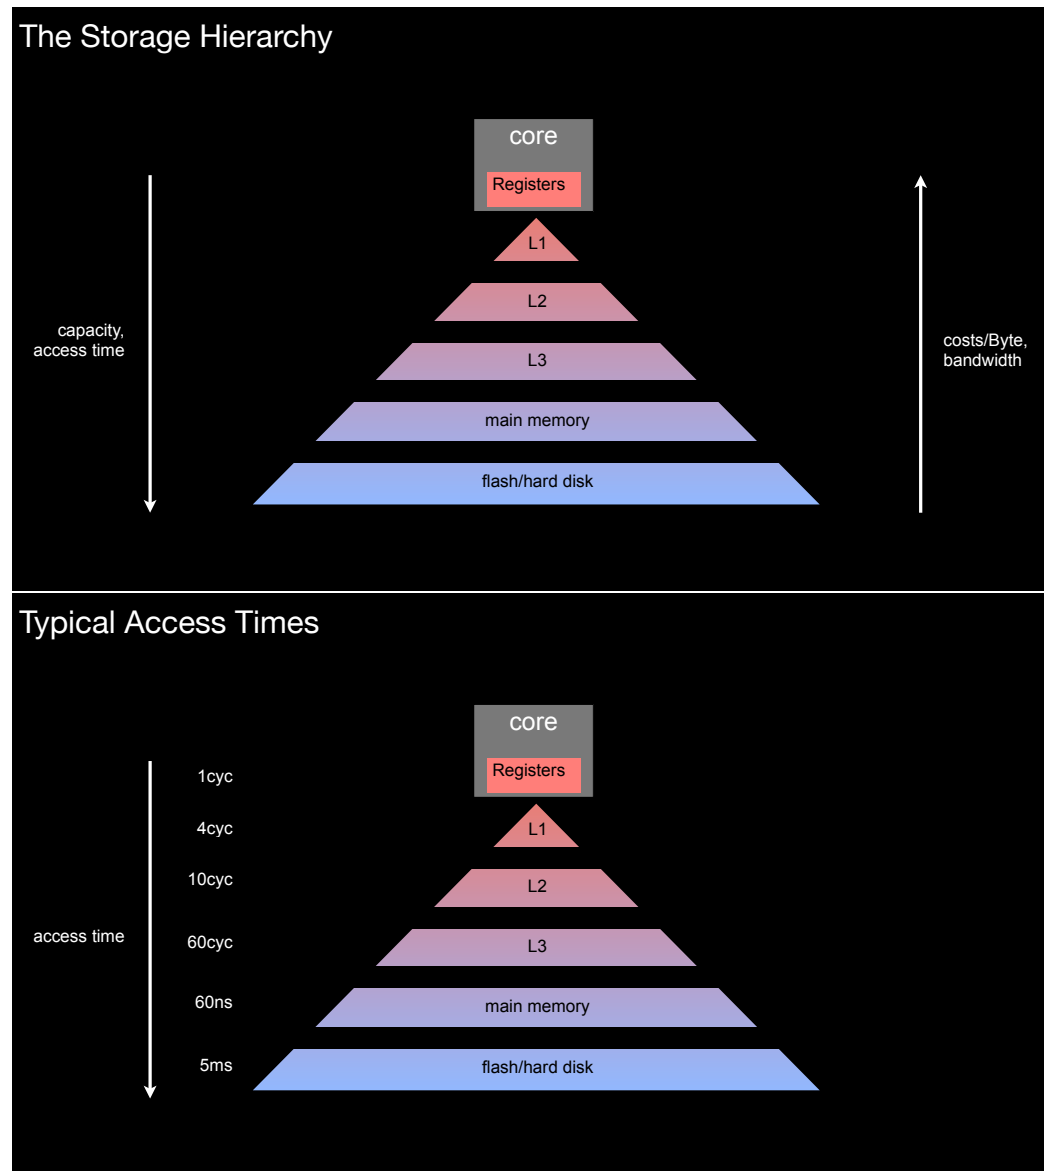 The Storage Hierarchy
core
Registers
L1
L2
capacity,
access time
costs/Byte,
bandwidth
L3
main memory
flash/hard disk
Typical Access Times
core
Registers
1cyc
4cyc
L1
10cyc
L2
access time
60cyc
L3
60ns
main memory
5ms
flash/hard disk